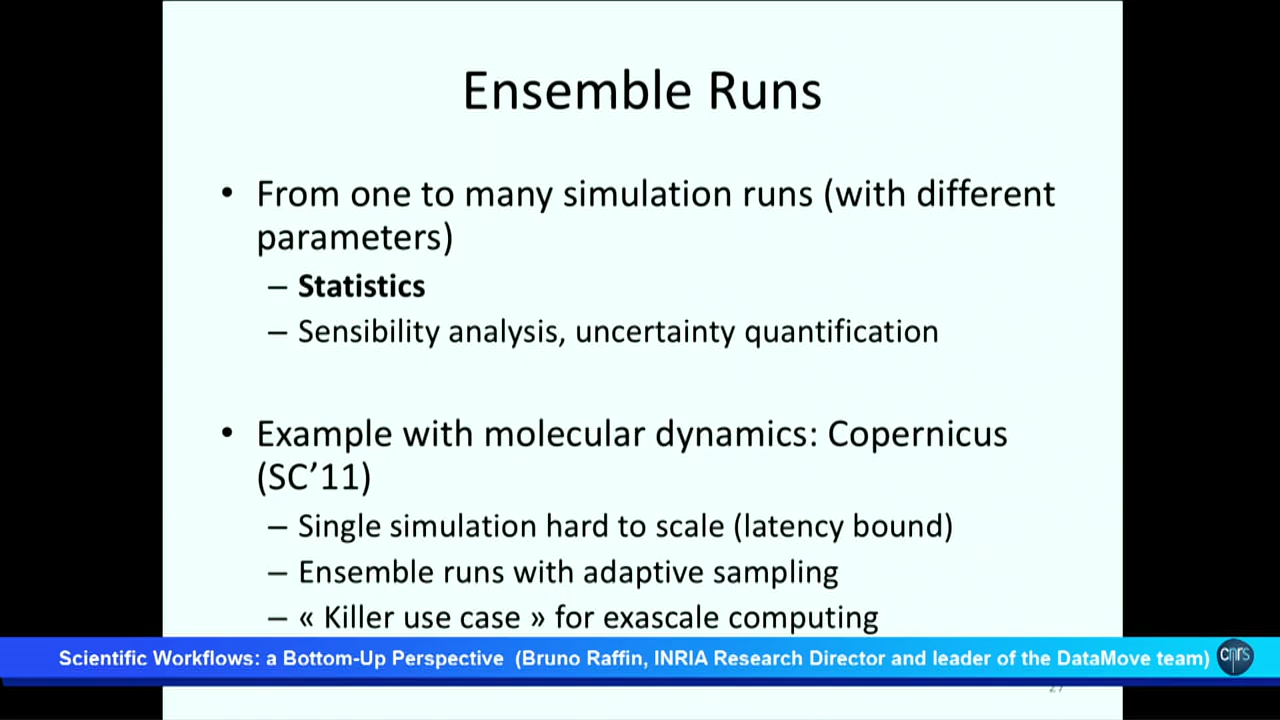 Ensemble Runs
• From one to many simulation runs (with different
parameters)
– Statistics
– Sensibility analysis, uncertainty quantification
• Example with molecular dynamics: Copernicus
(SC’11)
– Single simulation hard to scale (latency bound)
– Ensemble runs with adaptive sampling
– « Killer use case » for exascale computing
Scientific Workflows: a Bottom-Up Perspective (Bruno Raffin, INRIA Research Director and leader of the DataMove team)
cnrs